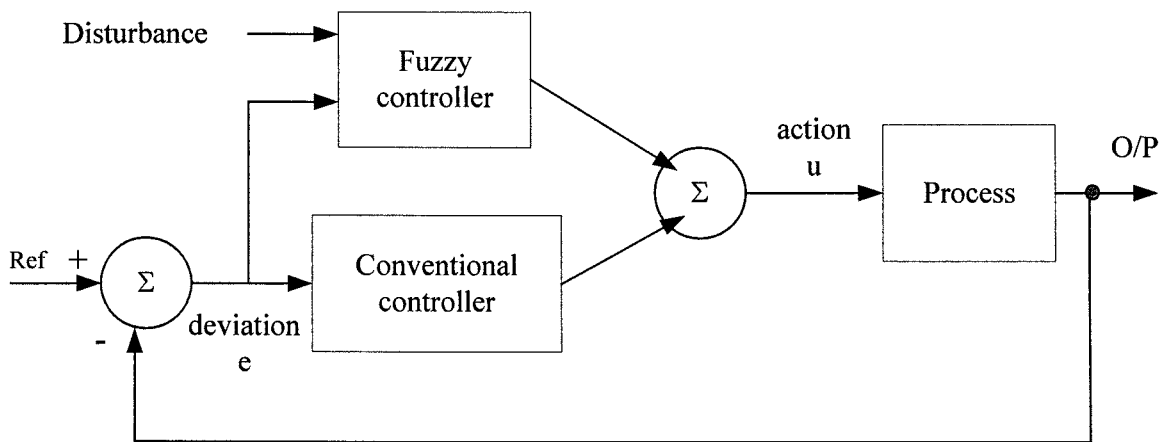 Disturbance
Fuzzy
controller
action
u
O/P
Σ
Process
Ref
+
Σ
-
deviation
e
Conventional
controller